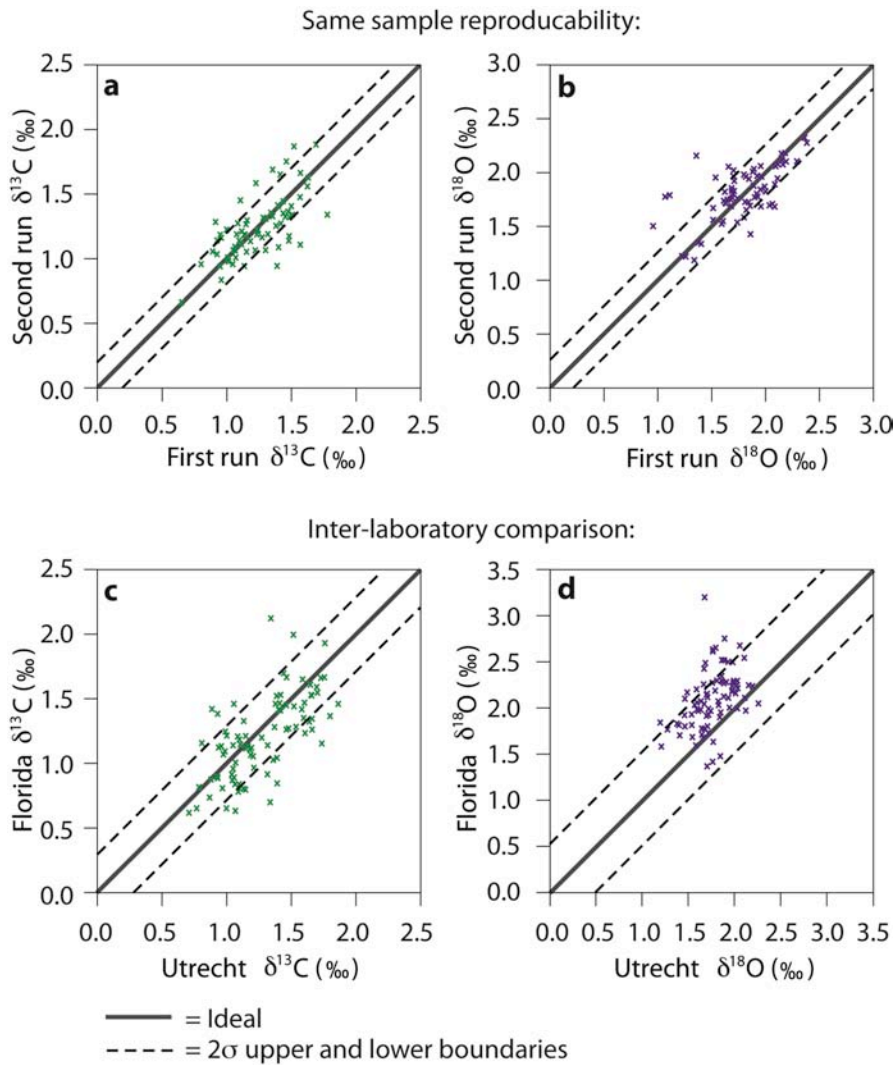 Same sample reproducability:
a
b
2.5
2.0
1.5
1.0
0.5
0.0
Second run δ¹³C (‰)
0.0 0.5 1.0 1.5 2.0 2.5
First run δ¹³C (‰)
3.0
2.5
2.0
1.5
1.0
0.5
0.0
Second run δ¹⁸O (‰)
0.0 0.5 1.0 1.5 2.0 2.5 3.0
First run δ¹⁸O (‰)
Inter-laboratory comparison:
c
d
2.5
2.0
1.5
1.0
0.5
0.0
Florida δ¹³C (‰)
0.0 0.5 1.0 1.5 2.0 2.5
Utrecht δ¹³C (‰)
3.5
3.0
2.5
2.0
1.5
1.0
0.5
0.0
Florida δ¹⁸O (‰)
0.0 0.5 1.0 1.5 2.0 2.5 3.0 3.5
Utrecht δ¹⁸O (‰)
= Ideal
= 2σ upper and lower boundaries